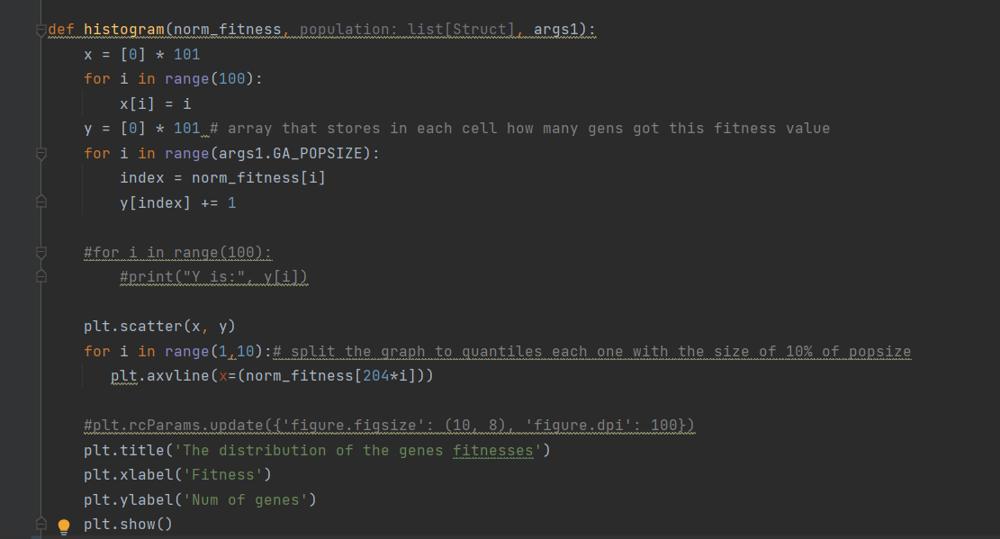 def histogram(norm_fitness, population: list[Struct], args1):
    x = [0] * 101
    for i in range(100):
        x[i] = i
    y = [0] * 101 # array that stores in each cell how many gens got this fitness value
    for i in range(args1.GA_POPSIZE):
        index = norm_fitness[i]
        y[index] += 1
    #for i in range(100):
        #print("Y is:", y[i])
    plt.scatter(x, y)
    for i in range(1,10):# split the graph to quantiles each one with the size of 10% of popsize
       plt.axvline(x=(norm_fitness[204*i]))
    #plt.rcParams.update({'figure.figsize': (10, 8), 'figure.dpi': 100})
    plt.title('The distribution of the genes fitnesses')
    plt.xlabel('Fitness')
    plt.ylabel('Num of genes')
    plt.show()